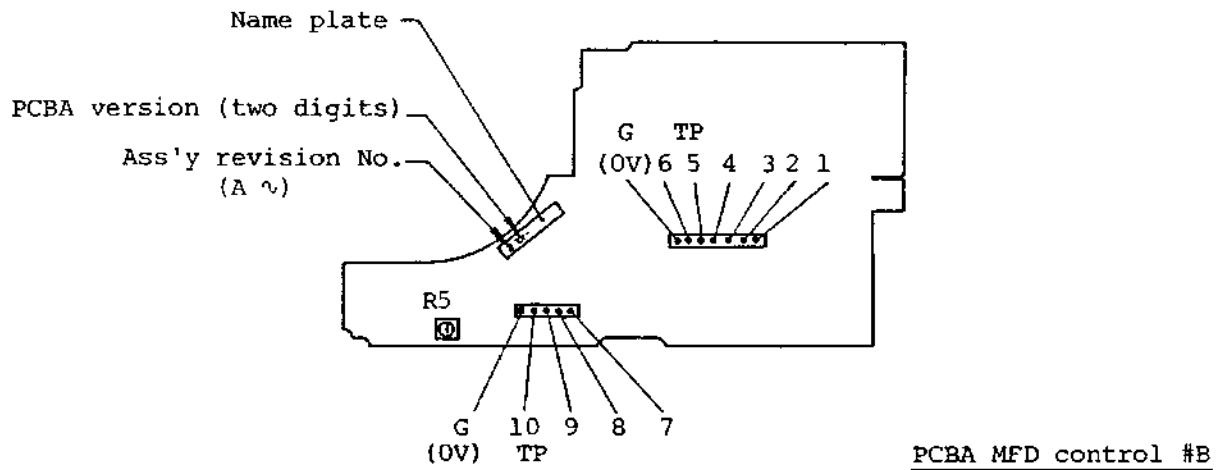 Name plate
PCBA version (two digits)
Ass'y revision No.
(A ∿)
G TP
(0V) 6 5 4 3 2 1
R5
G 10 9 8 7
(0V) TP
PCBA MFD control #B